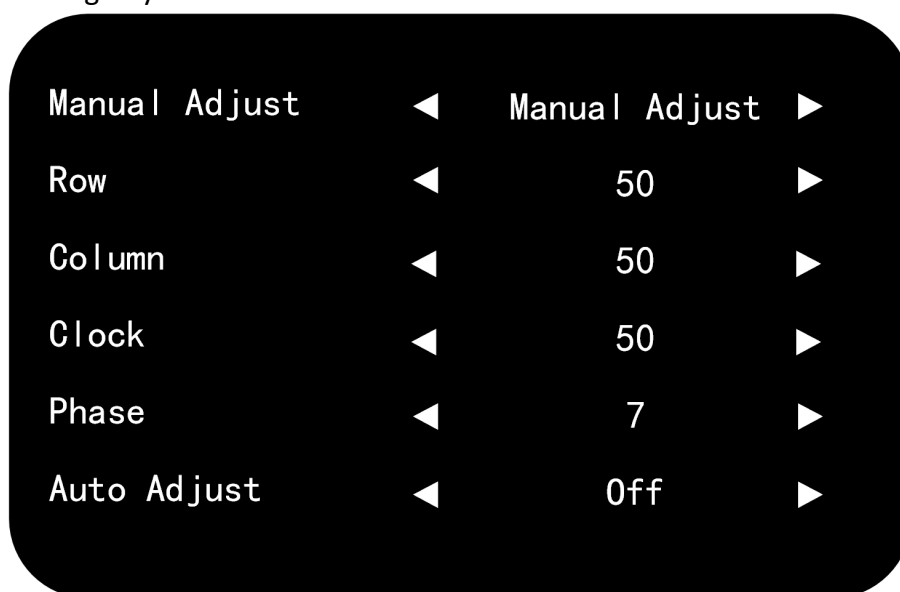 Manual Adjust ◀ Manual Adjust ▶
Row ◀ 50 ▶
Column ◀ 50 ▶
Clock ◀ 50 ▶
Phase ◀ 7 ▶
Auto Adjust ◀ Off ▶